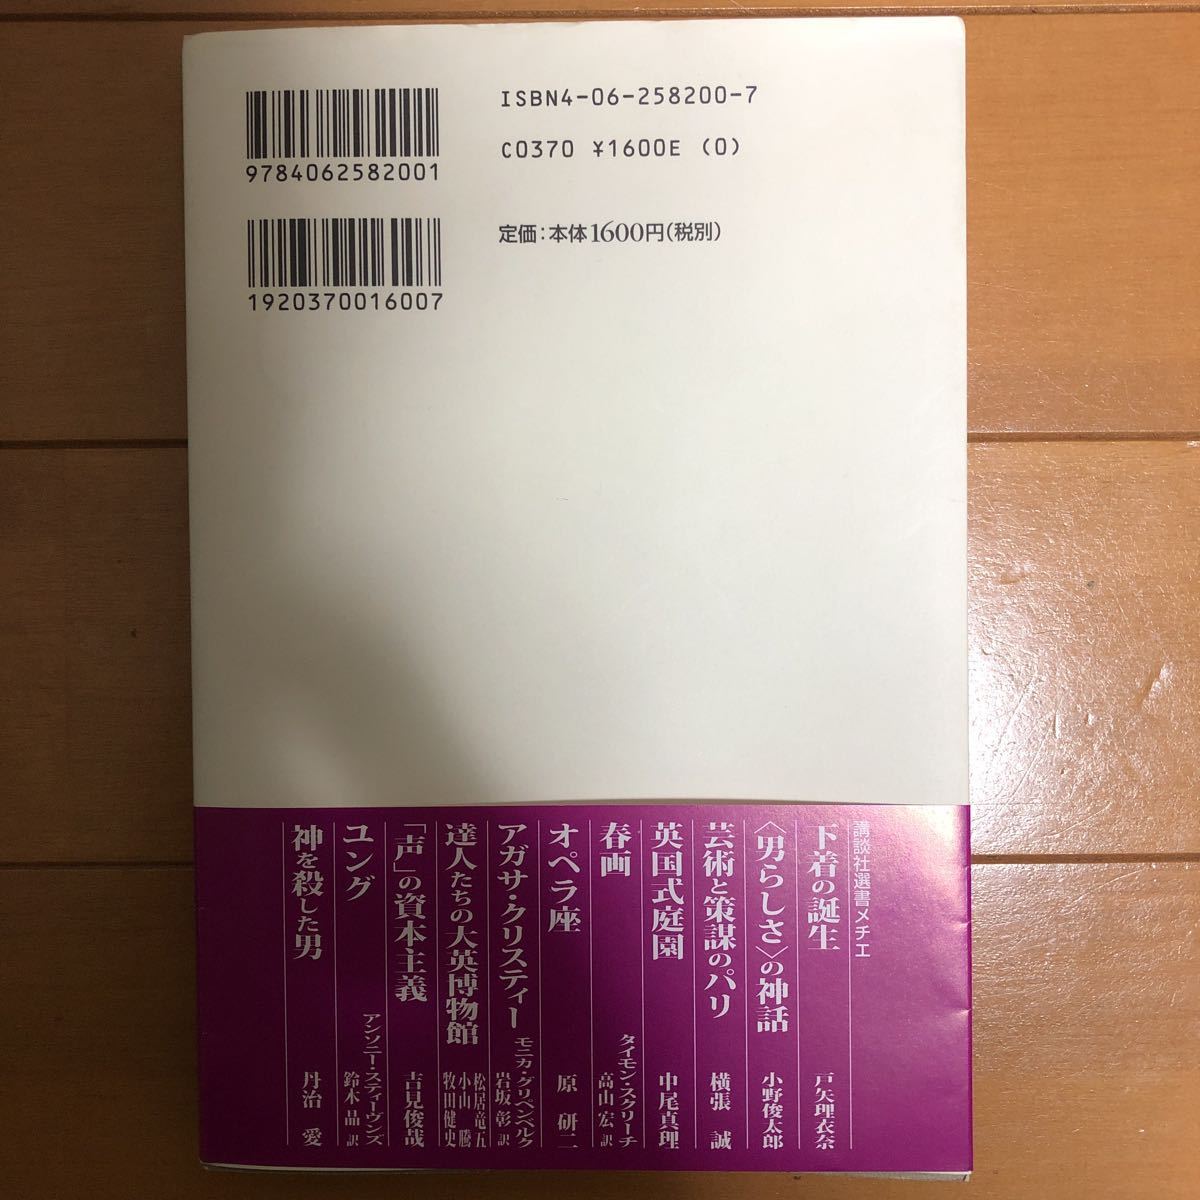 ISBN4-06-258200-7
C0370 ¥1600E (0)
9784062582001
定価：本体1600円（税別）
1920370016007
講談社選書メチエ
下着の誕生 戸矢理衣奈
〈男らしさ〉の神話 小野俊太郎
芸術と策謀のパリ 横張 誠
英国式庭園 中尾真理
春画 タイモン・スクリーチ 高山 宏 訳
オペラ座 原 研二
アガサ・クリスティー モニカ・グリペンベルク 岩坂 彰 訳
達人たちの大英博物館 松居竜五 小山 騰 牧田健史
「声」の資本主義 吉見俊哉
ユング アンソニー・スティーヴンズ 鈴木 晶 訳
神を殺した男 丹治 愛